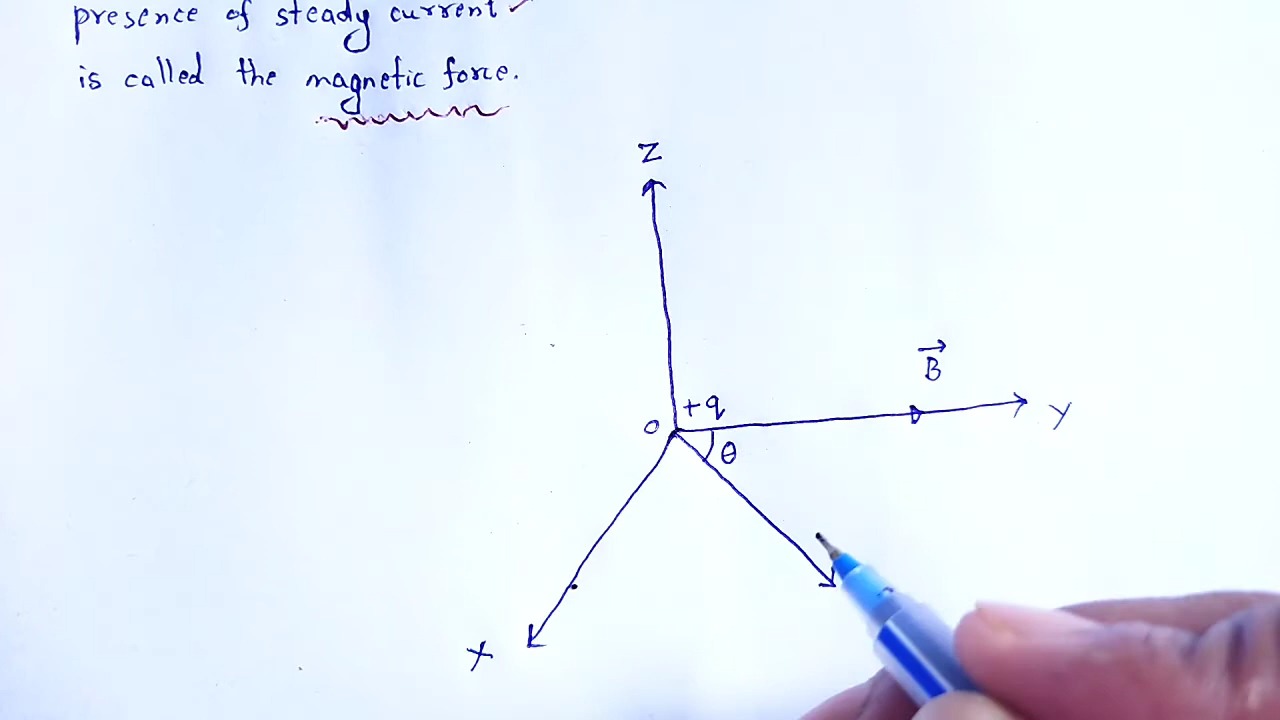 presence of steady current
is called the magnetic force.
Z
B
+q
Y
O
θ
X